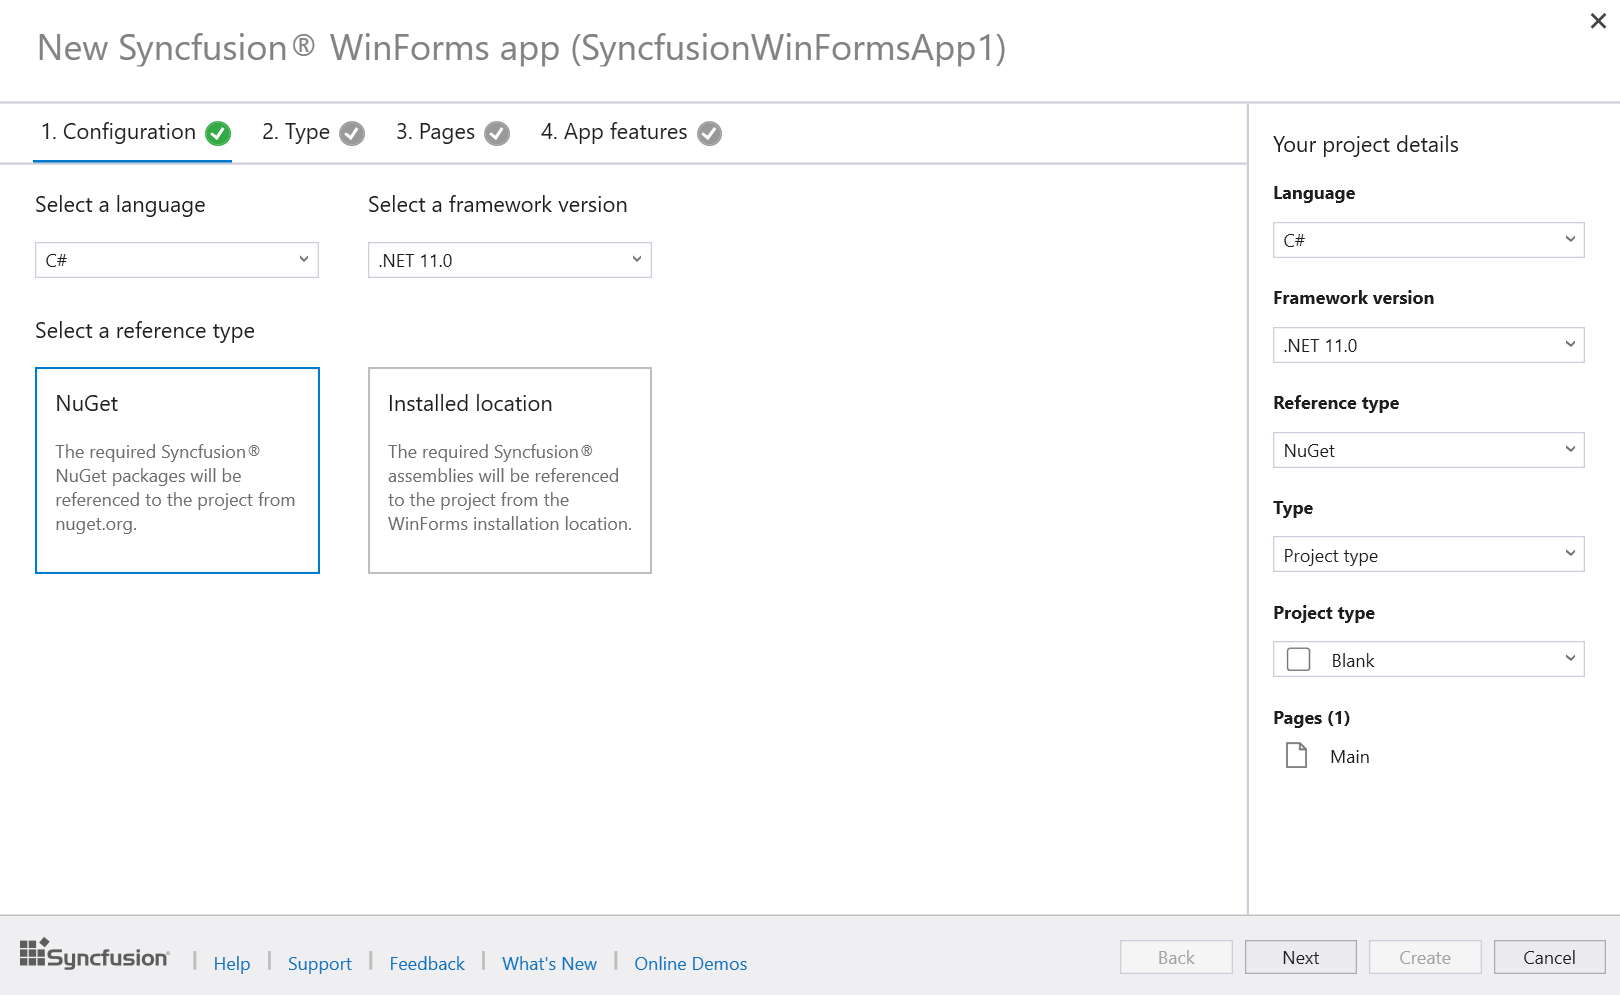 New Syncfusion® WinForms app (SyncfusionWinFormsApp1)
1. Configuration
2. Type
3. Pages
4. App features
Select a language
Select a framework version
C#
.NET 11.0
Select a reference type
NuGet
The required Syncfusion®
NuGet packages will be
referenced to the project from
nuget.org.
Installed location
The required Syncfusion®
assemblies will be referenced
to the project from the
WinForms installation location.
Your project details
Language
C#
Framework version
.NET 11.0
Reference type
NuGet
Type
Project type
Project type
Blank
Pages (1)
Main
Syncfusion®
Help
Support
Feedback
What's New
Online Demos
Back
Next
Create
Cancel